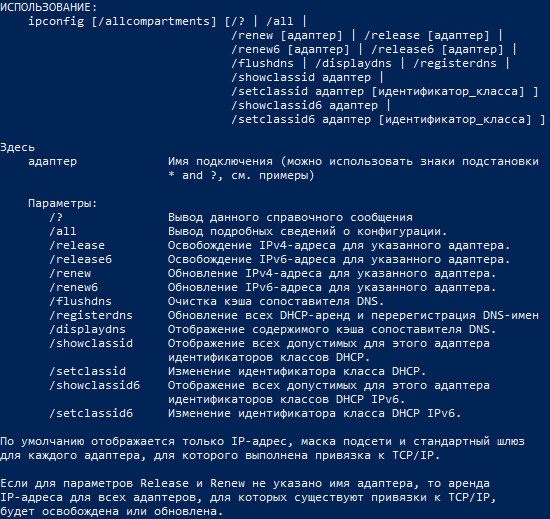 ИСПОЛЬЗОВАНИЕ:
ipconfig [/allcompartments] [/? | /all |
/renew [адаптер] | /release [адаптер] |
/renew6 [адаптер] | /release6 [адаптер] |
/flushdns | /displaydns | /registerdns |
/showclassid адаптер |
/setclassid адаптер [идентификатор_класса] ]
/showclassid6 адаптер |
/setclassid6 адаптер [идентификатор_класса] ]
Здесь
адаптер Имя подключения (можно использовать знаки подстановки
* and ?, см. примеры)
Параметры:
/? Вывод данного справочного сообщения
/all Вывод подробных сведений о конфигурации.
/release Освобождение IPv4-адреса для указанного адаптера.
/release6 Освобождение IPv6-адреса для указанного адаптера.
/renew Обновление IPv4-адреса для указанного адаптера.
/renew6 Обновление IPv6-адреса для указанного адаптера.
/flushdns Очистка кэша сопоставителя DNS.
/registerdns Обновление всех DHCP-аренд и перерегистрация DNS-имен
/displaydns Отображение содержимого кэша сопоставителя DNS.
/showclassid Отображение всех допустимых для этого адаптера
идентификаторов классов DHCP.
/setclassid Изменение идентификатора класса DHCP.
/showclassid6 Отображение всех допустимых для этого адаптера
идентификаторов классов DHCP IPv6.
/setclassid6 Изменение идентификатора класса DHCP IPv6.
По умолчанию отображается только IP-адрес, маска подсети и стандартный шлюз
для каждого адаптера, для которого выполнена привязка к TCP/IP.
Если для параметров Release и Renew не указано имя адаптера, то аренда
IP-адреса для всех адаптеров, для которых существуют привязки к TCP/IP,
будет освобождена или обновлена.